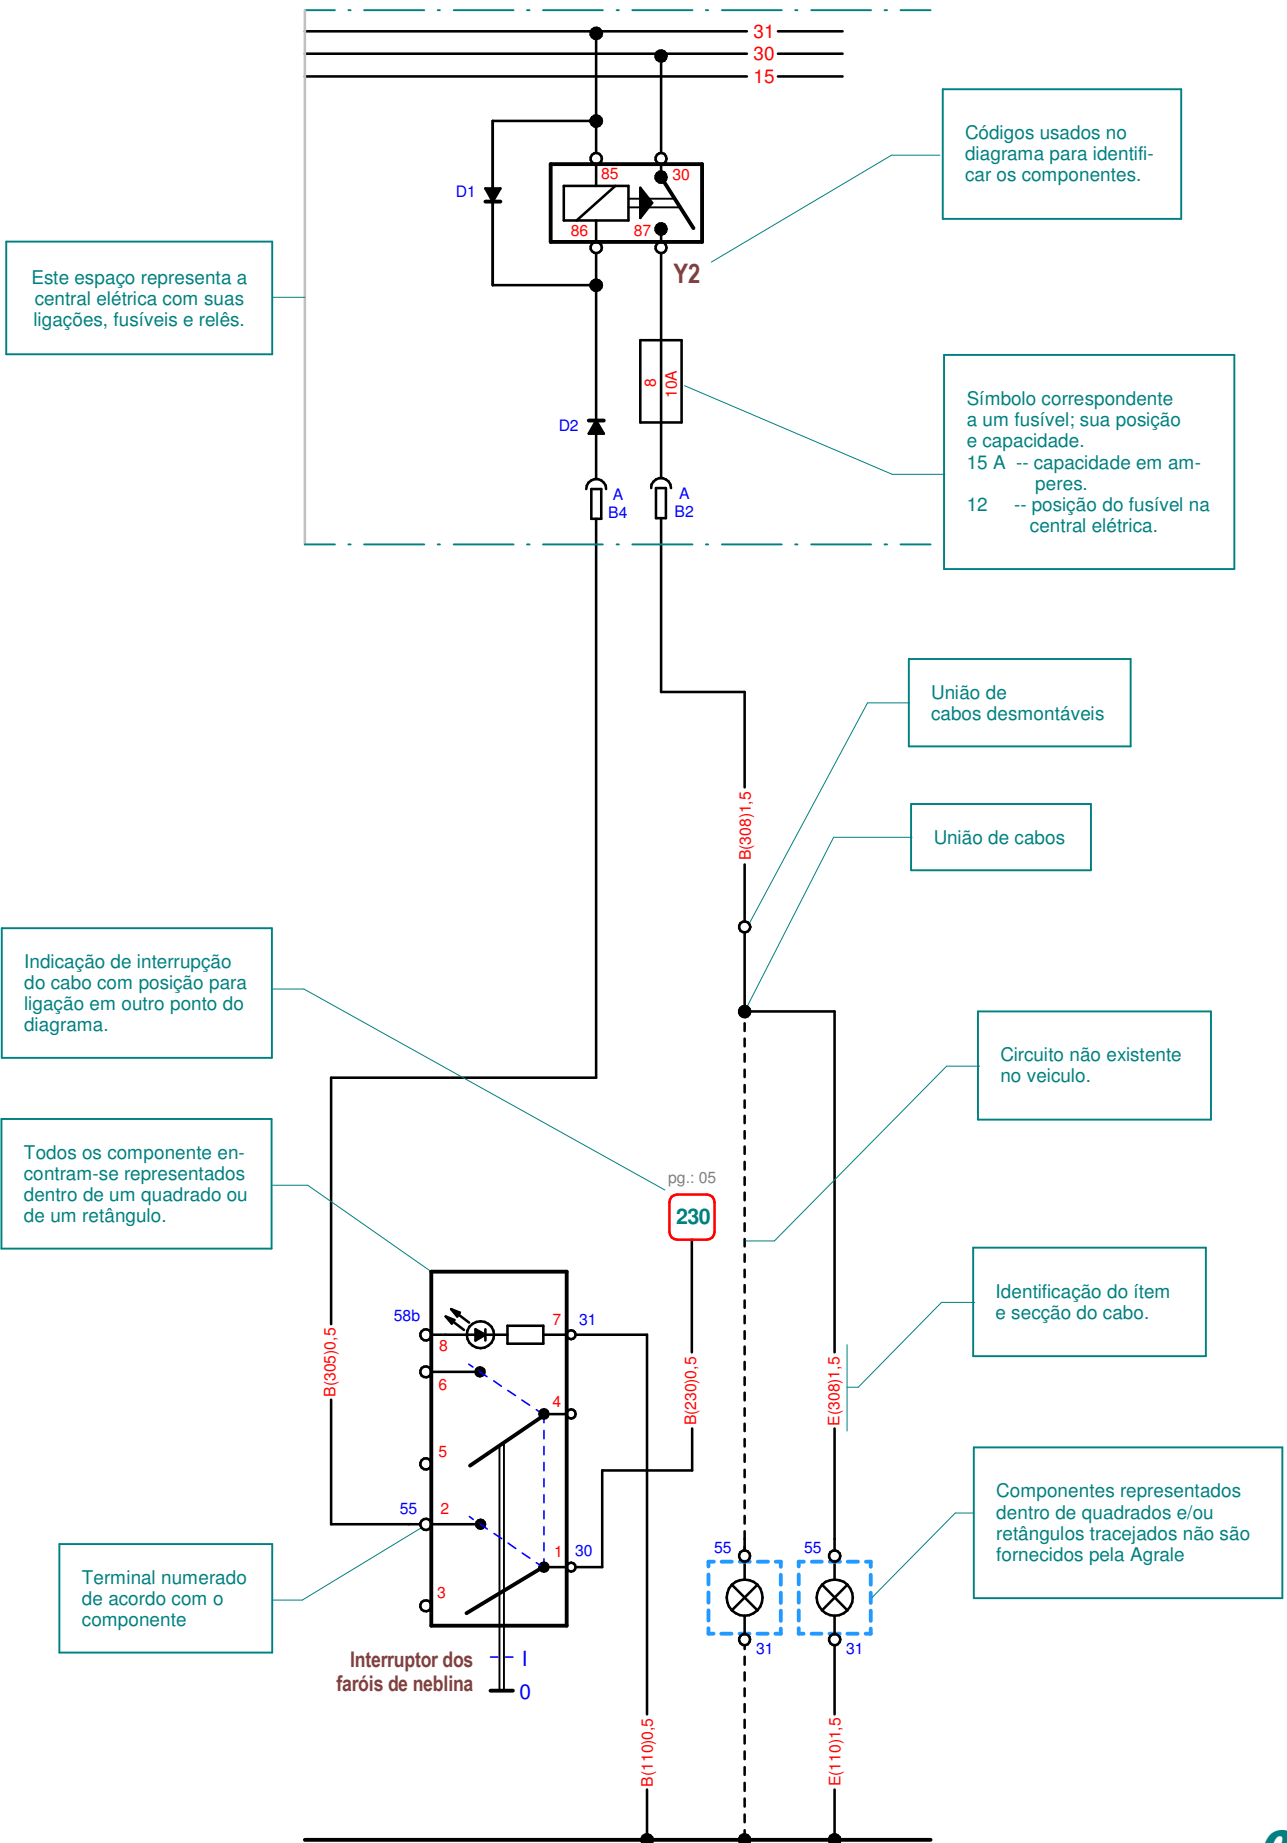 31
30
15
Códigos usados no
diagrama para identifi-
car os componentes.
85
30
D1
86
87
Y2
Este espaço representa a
central elétrica com suas
ligações, fusíveis e relês.
8
10A
Símbolo correspondente
a um fusível; sua posição
e capacidade.
15 A -- capacidade em am-
peres.
12 -- posição do fusível na
central elétrica.
D2
A
B4
A
B2
União de
cabos desmontáveis
B(308)1,5
União de cabos
Indicação de interrupção
do cabo com posição para
ligação em outro ponto do
diagrama.
Circuito não existente
no veiculo.
Todos os componente en-
contram-se representados
dentro de um quadrado ou
de um retângulo.
pg.: 05
230
Identificação do ítem
e secção do cabo.
58b
7
31
8
B(305)0,5
6
4
B(230)0,5
E(308)1,5
5
55
2
1
30
3
Componentes representados
dentro de quadrados e/ou
retângulos tracejados não são
fornecidos pela Agrale
55
55
Terminal numerado
de acordo com o
componente
31
31
Interruptor dos
faróis de neblina
I
0
B(110)0,5
E(110)1,5